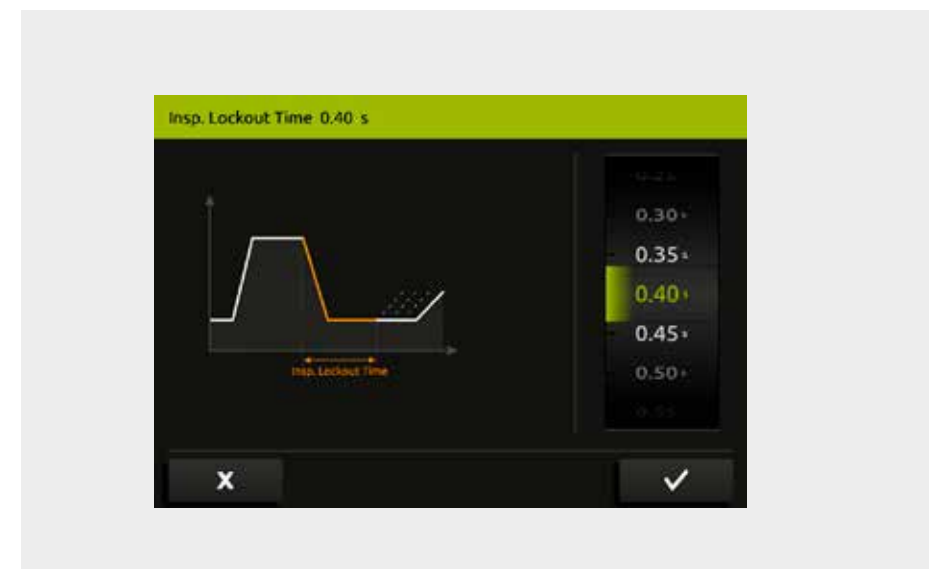 Insp. Lockout Time 0.40 s
0.30 s
0.35 s
0.40 s
0.45 s
0.50 s
Insp. Lockout Time